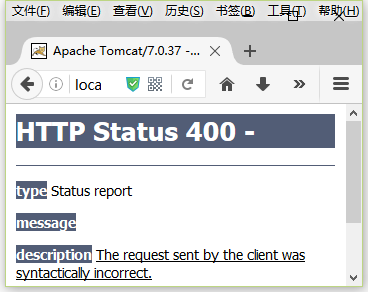 文件(F) 编辑(E) 查看(V) 历史(S) 书签(B) 工具(T) 帮助(H)
Apache Tomcat/7.0.37 -...
loca
HTTP Status 400 -
type Status report
message
description The request sent by the client was
syntactically incorrect.